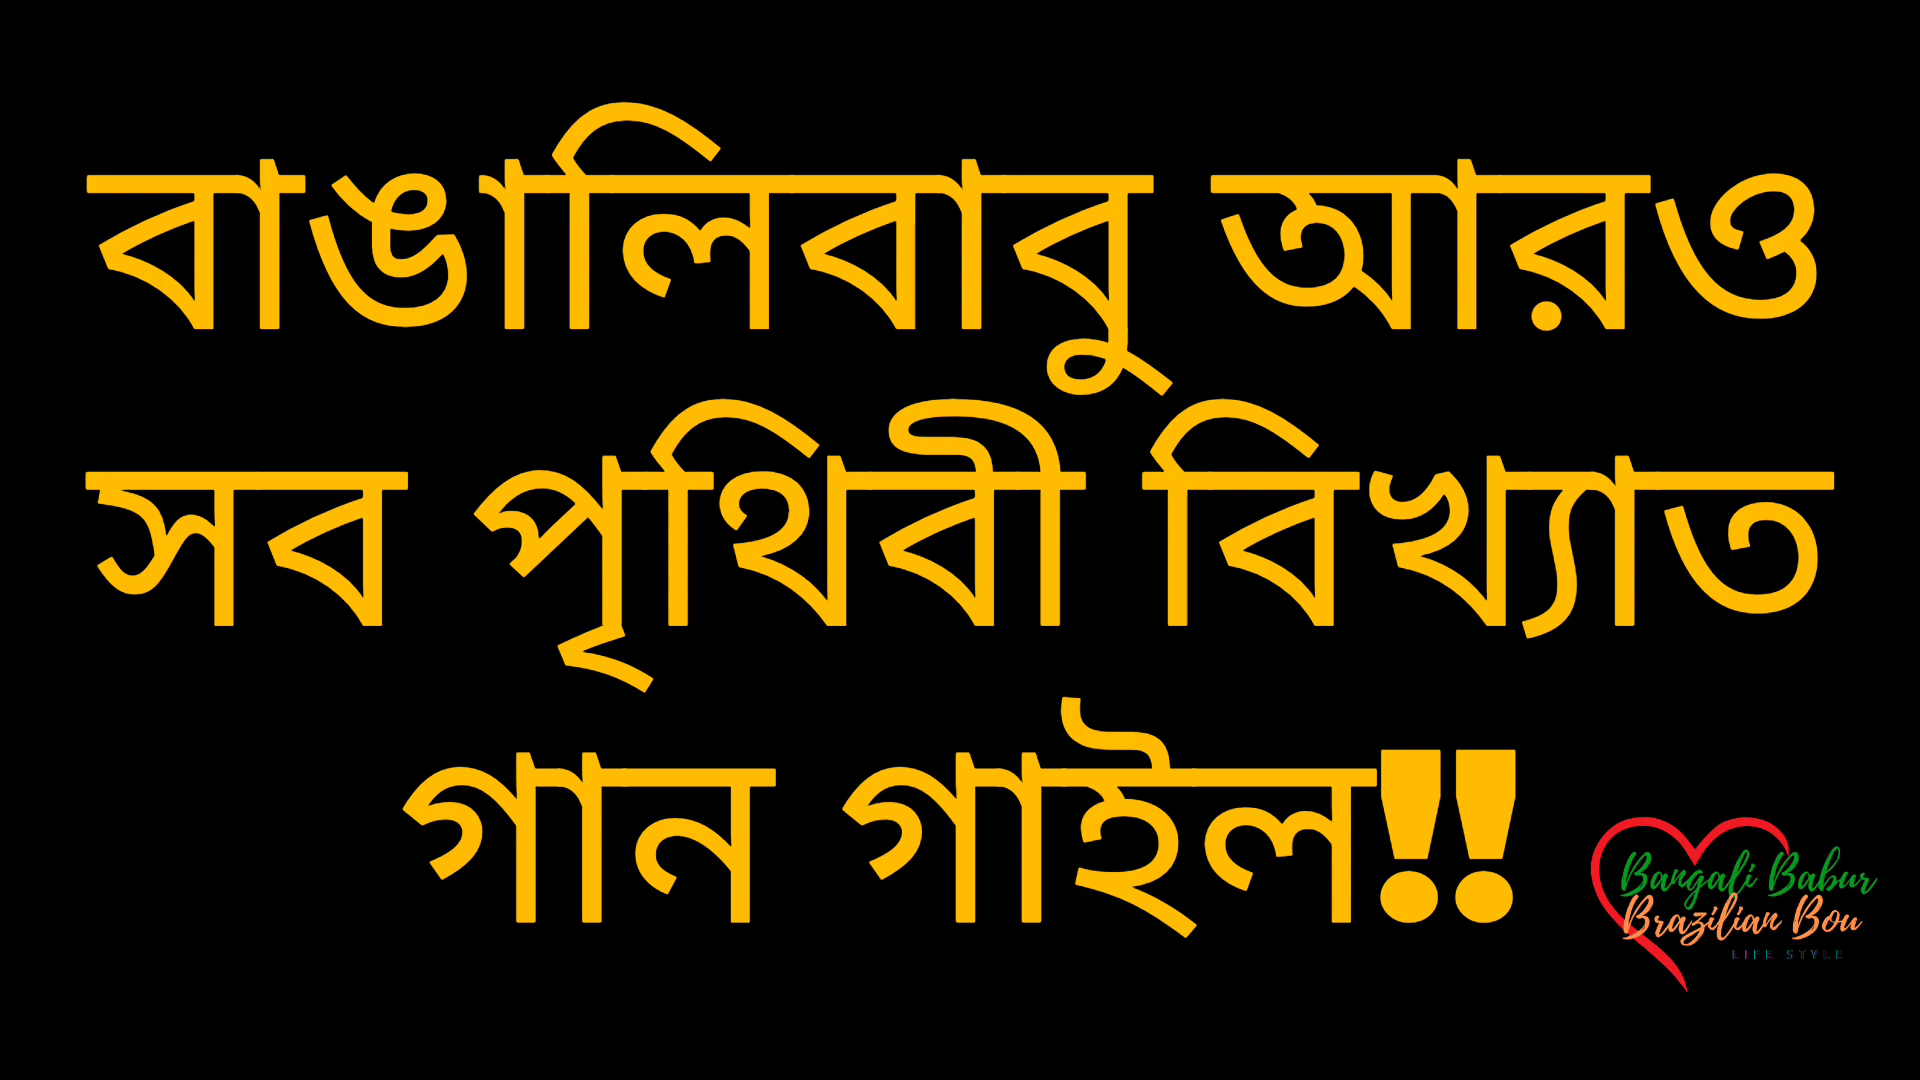 বাঙালিবাবু আরও
সব পৃথিবী বিখ্যাত
গান গাইল!!
Bangali Babur
Brazilian Bou
LIFE STYLE